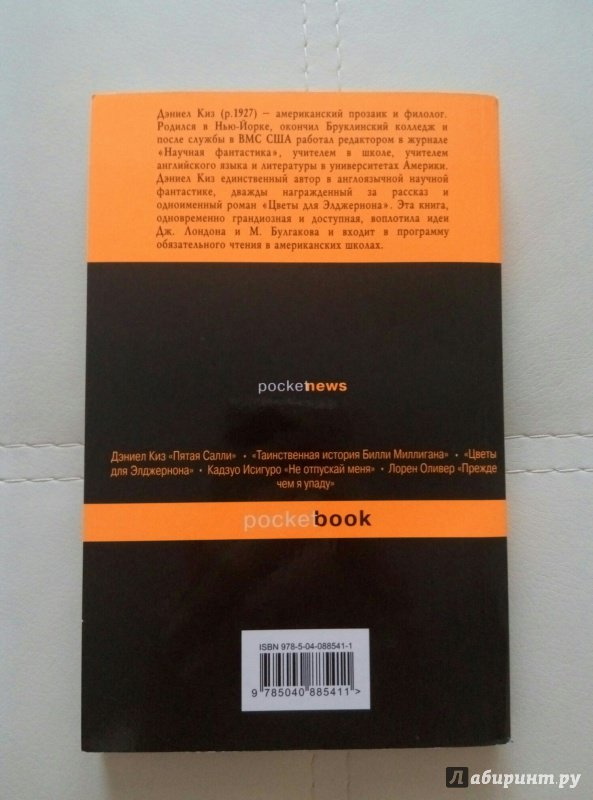 Дэниел Киз (р.1927) – американский прозаик и филолог.
Родился в Нью-Йорке, окончил Бруклинский колледж и
после службы в ВМС США работал редактором в журнале
«Научная фантастика», учителем в школе, учителем
английского языка и литературы в университетах Америки.
Дэниел Киз единственный автор в англоязычной научной
фантастике, дважды награжденный за рассказ и
одноименный роман «Цветы для Элджернона». Эта книга,
одновременно грандиозная и доступная, воплотила идеи
Дж. Лондона и М. Булгакова и входит в программу
обязательного чтения в американских школах.
pocketnews
Дэниел Киз «Пятая Салли» • «Таинственная история Билли Миллигана» • «Цветы
для Элджернона» • Кадзуо Исигуро «Не отпускай меня» • Лорен Оливер «Прежде
чем я упаду»
pocketbook
ISBN 978-5-04-088541-1
9 785040 885411 >
Лабиринт.ру